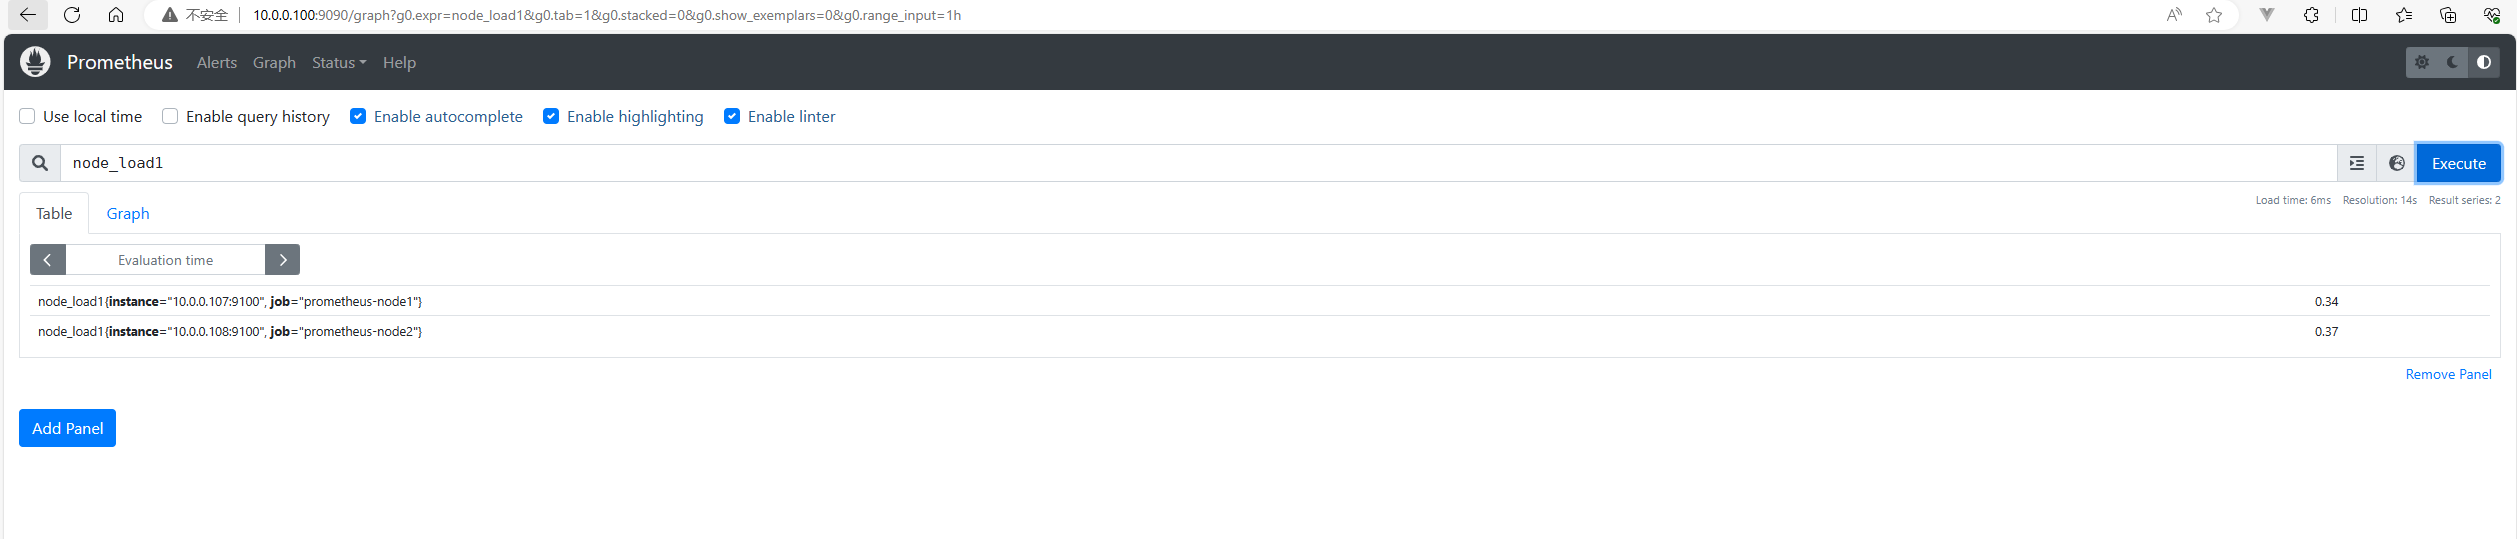 不安全 10.0.0.100:9090/graph?g0.expr=node_load1&g0.tab=1&g0.stacked=0&g0.show_exemplars=0&g0.range_input=1h
Prometheus Alerts Graph Status Help
Use local time Enable query history Enable autocomplete Enable highlighting Enable linter
node_load1 Execute
Table Graph Load time: 6ms Resolution: 14s Result series: 2
Evaluation time
node_load1{instance="10.0.0.107:9100", job="prometheus-node1"} 0.34
node_load1{instance="10.0.0.108:9100", job="prometheus-node2"} 0.37
Remove Panel
Add Panel